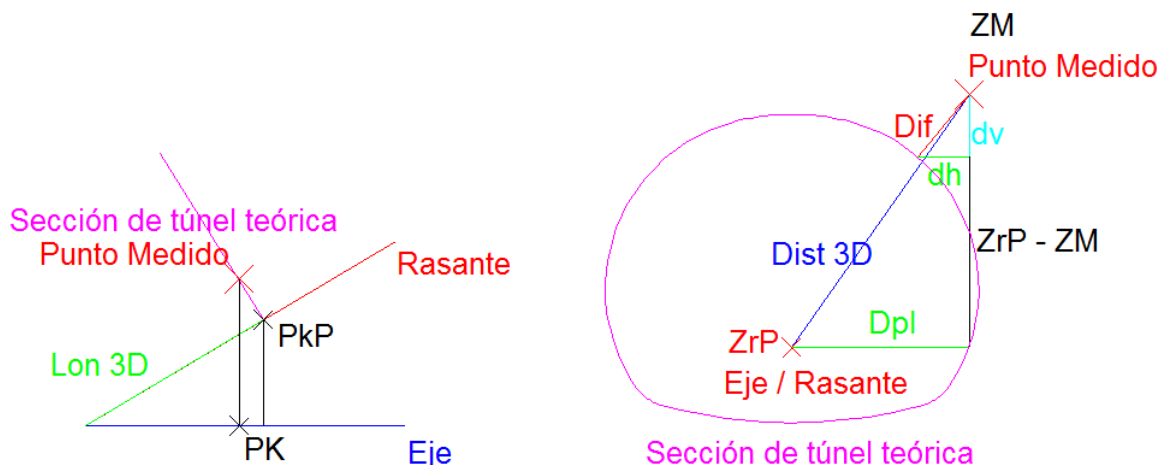 Sección de túnel teórica
Punto Medido
Rasante
PkP
Lon 3D
PK
Eje
ZM
Punto Medido
Dif
dv
dh
ZrP - ZM
Dist 3D
Dpl
ZrP
Eje / Rasante
Sección de túnel teórica